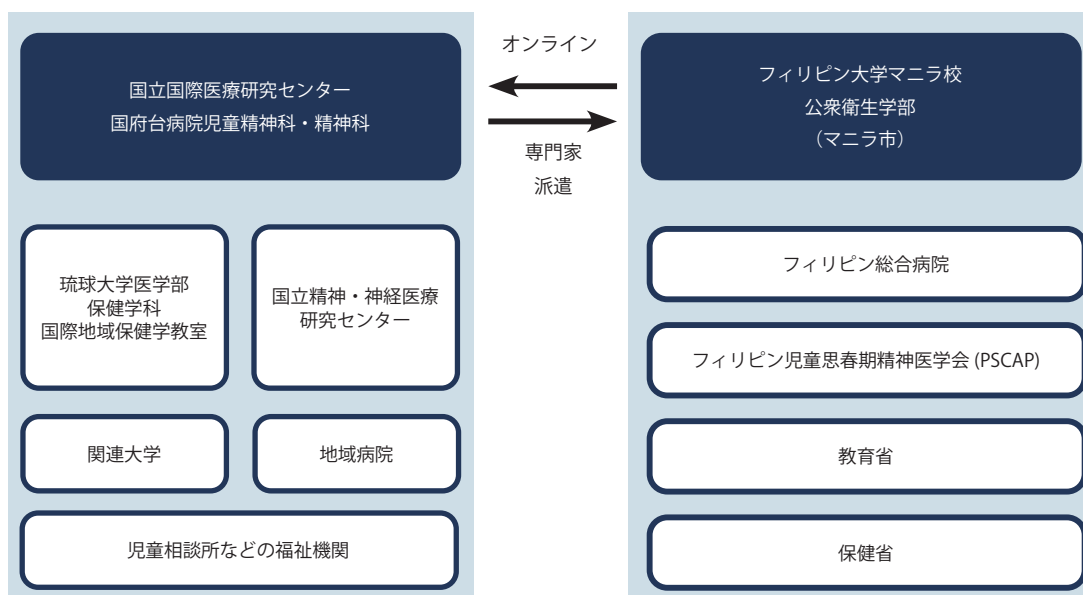 国立国際医療研究センター
国府台病院児童精神科・精神科
琉球大学医学部
保健学科
国際地域保健学教室
国立精神・神経医療
研究センター
関連大学
地域病院
児童相談所などの福祉機関
オンライン
専門家
派遣
フィリピン大学マニラ校
公衆衛生学部
（マニラ市）
フィリピン総合病院
フィリピン児童思春期精神医学会 (PSCAP)
教育省
保健省